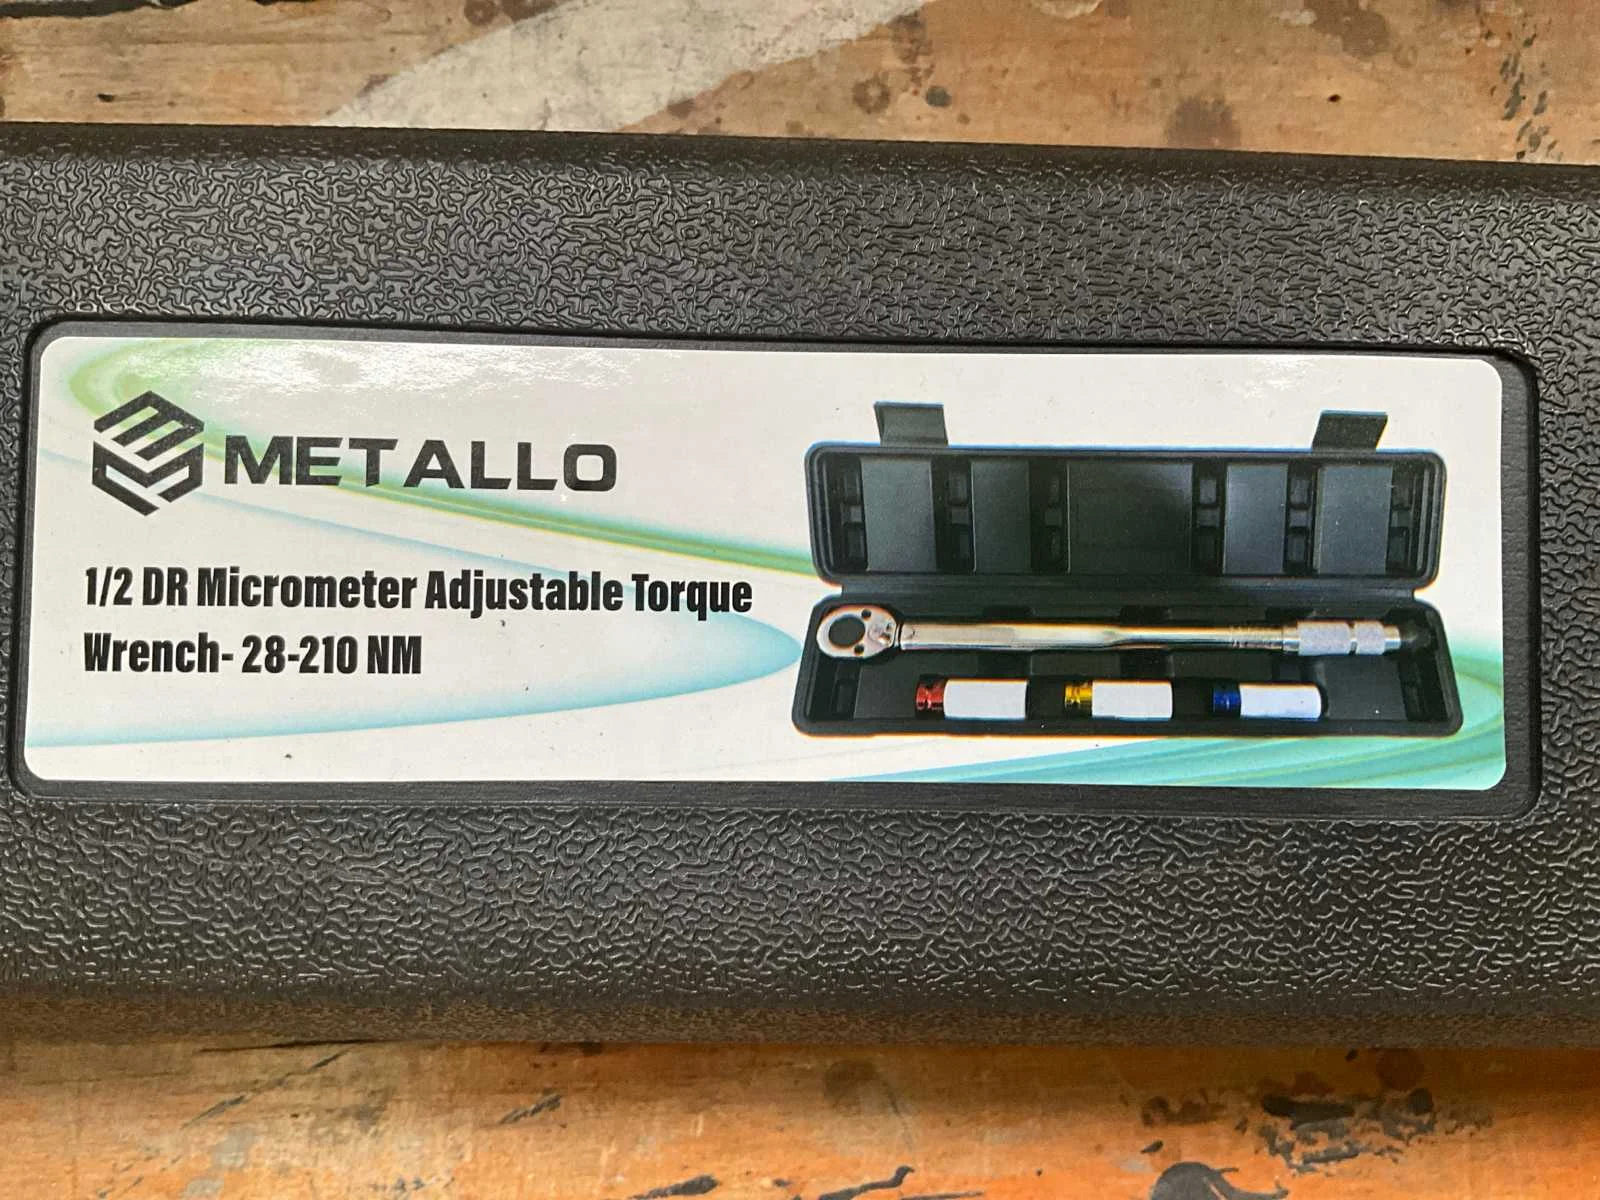 METALLO
1/2 DR Micrometer Adjustable Torque
Wrench- 28-210 NM